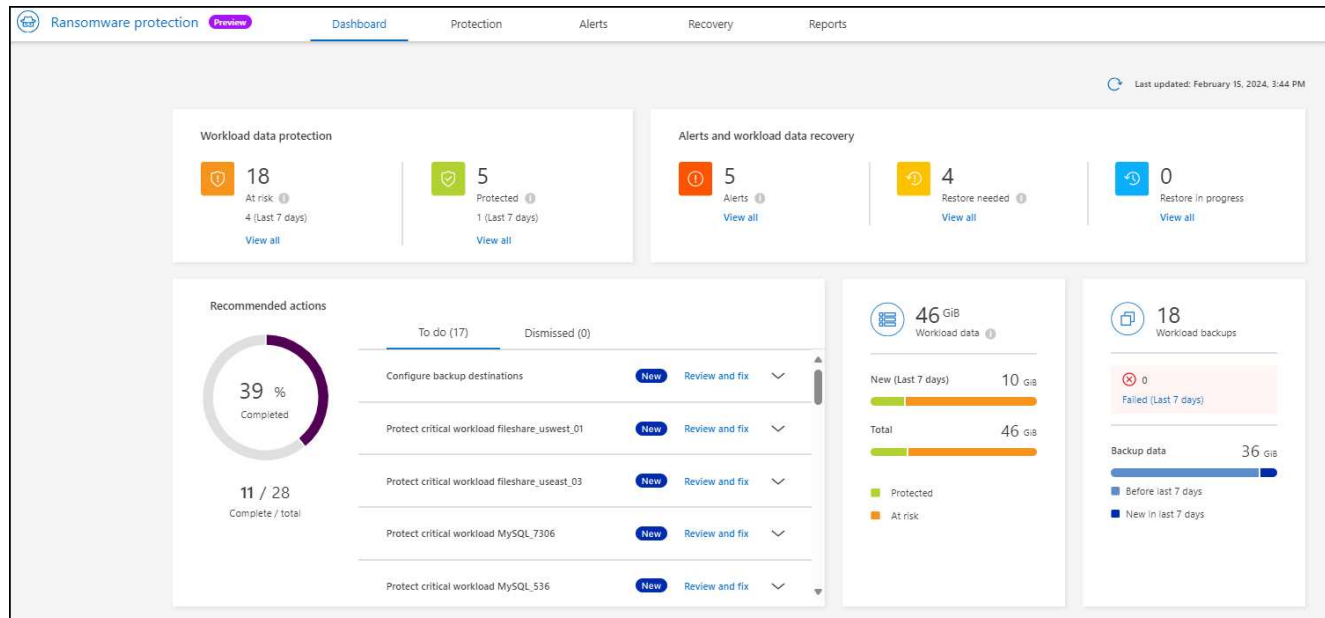 Ransomware protection Preview Dashboard Protection Alerts Recovery Reports
Last updated: February 15, 2024, 3:44 PM
Workload data protection
18
At risk
4 (Last 7 days)
View all
5
Protected
1 (Last 7 days)
View all
Alerts and workload data recovery
5
Alerts
View all
4
Restore needed
View all
0
Restore in progress
View all
Recommended actions
39 %
Completed
11 / 28
Complete / total
To do (17) Dismissed (0)
Configure backup destinations New Review and fix
Protect critical workload fileshare_uswest_01 New Review and fix
Protect critical workload fileshare_useast_03 New Review and fix
Protect critical workload MySQL_7306 New Review and fix
Protect critical workload MySQL_536 New Review and fix
46 GiB
Workload data
New (Last 7 days) 10 GiB
Total 46 GiB
Protected
At risk
18
Workload backups
0
Failed (Last 7 days)
Backup data 36 GiB
Before last 7 days
New in last 7 days